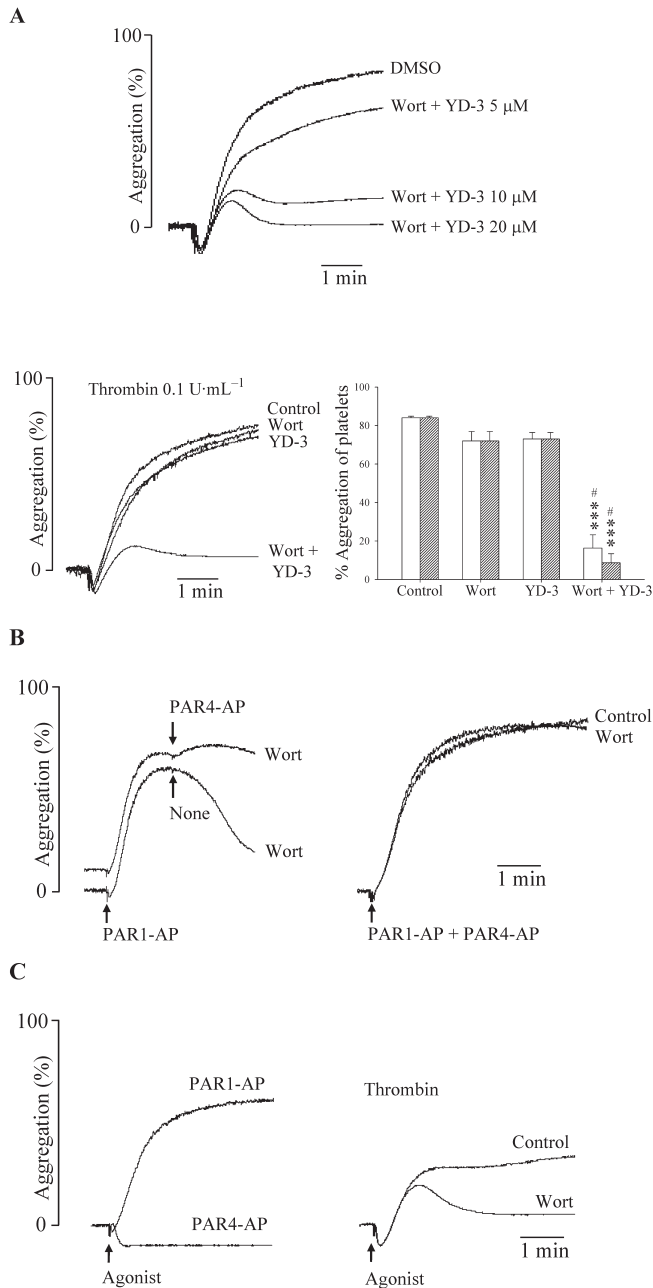 A
100
Aggregation (%)
0
DMSO
Wort + YD-3 5 µM
Wort + YD-3 10 µM
Wort + YD-3 20 µM
1 min
100
Aggregation (%)
0
Thrombin 0.1 U·mL⁻¹
Control
Wort
YD-3
Wort +
YD-3
1 min
% Aggregation of platelets
100
80
60
40
20
0
# ***
# ***
Control Wort YD-3 Wort + YD-3
B
100
Aggregation (%)
0
PAR4-AP
Wort
None
Wort
PAR1-AP
Control
Wort
1 min
PAR1-AP + PAR4-AP
C
100
Aggregation (%)
0
PAR1-AP
PAR4-AP
Agonist
Thrombin
Control
Wort
1 min
Agonist